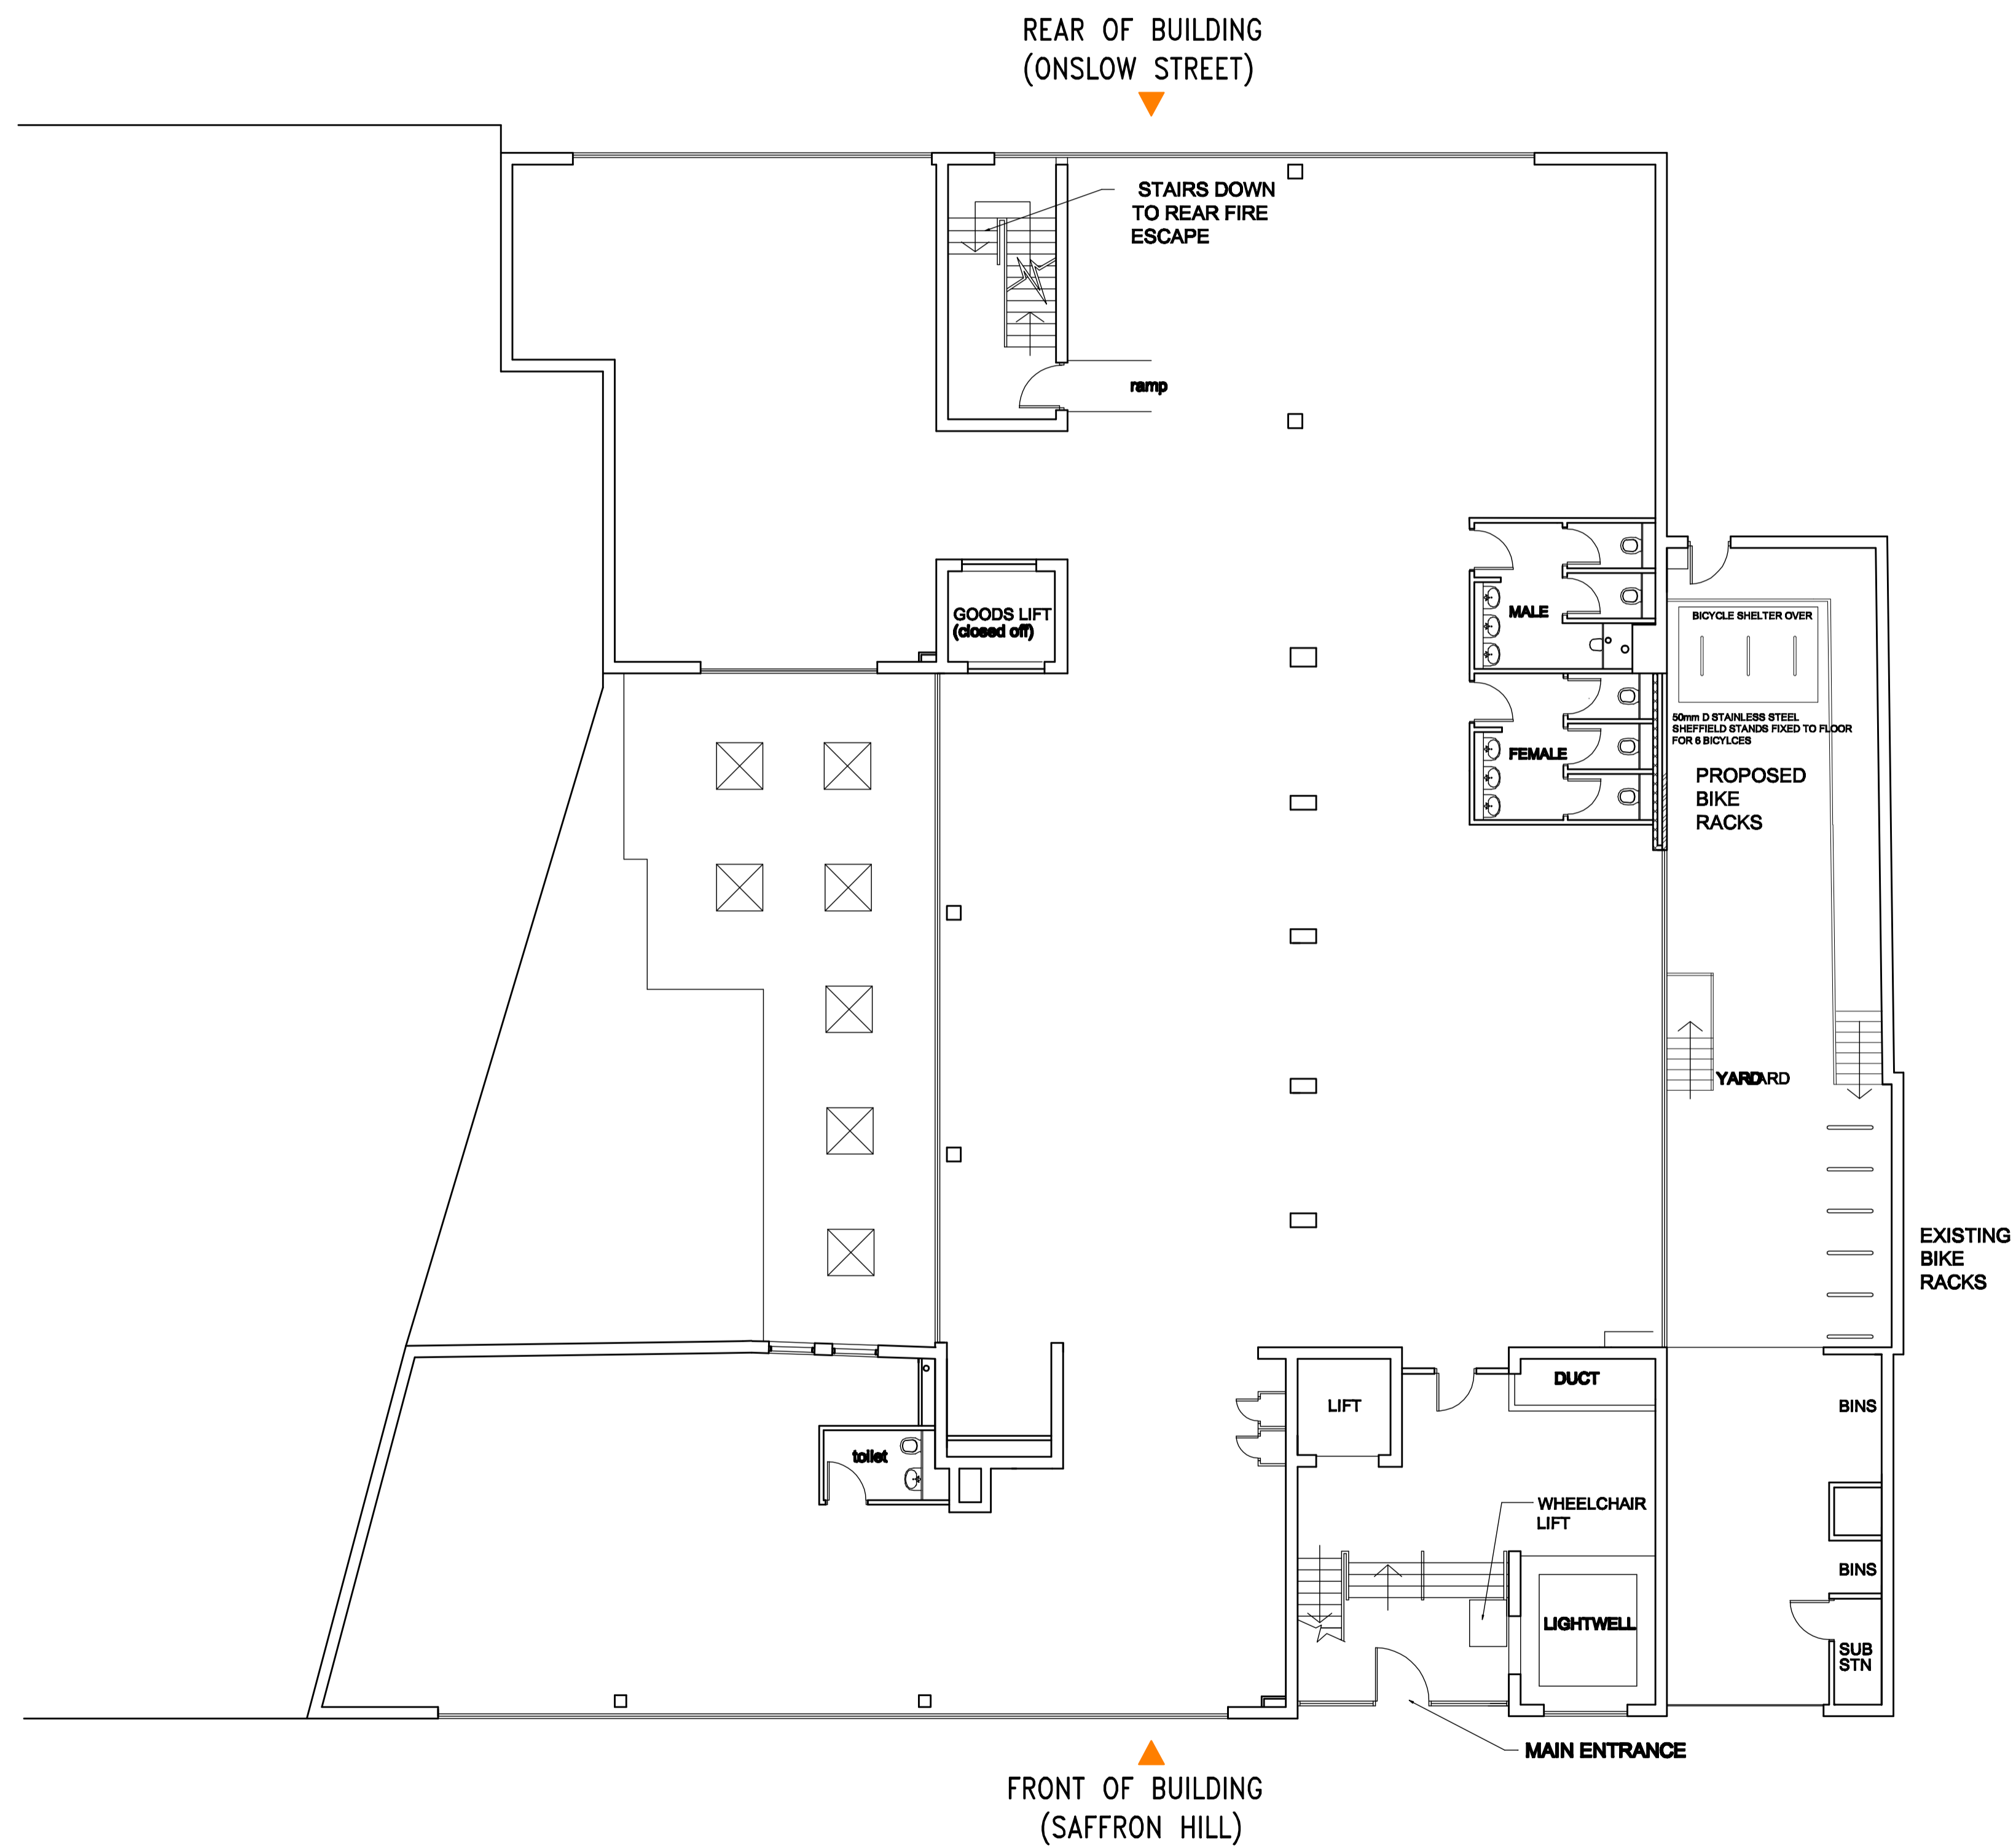 REAR OF BUILDING
(ONSLOW STREET)
STAIRS DOWN
TO REAR FIRE
ESCAPE
ramp
GOODS LIFT
(closed off)
MALE
FEMALE
BICYCLE SHELTER OVER
50mm D STAINLESS STEEL
SHEFFIELD STANDS FIXED TO FLOOR
FOR 6 BICYLCES
PROPOSED
BIKE
RACKS
YARD
YARD
EXISTING
BIKE
RACKS
LIFT
DUCT
BINS
toilet
WHEELCHAIR
LIFT
BINS
LIGHTWELL
SUB
STN
MAIN ENTRANCE
FRONT OF BUILDING
(SAFFRON HILL)